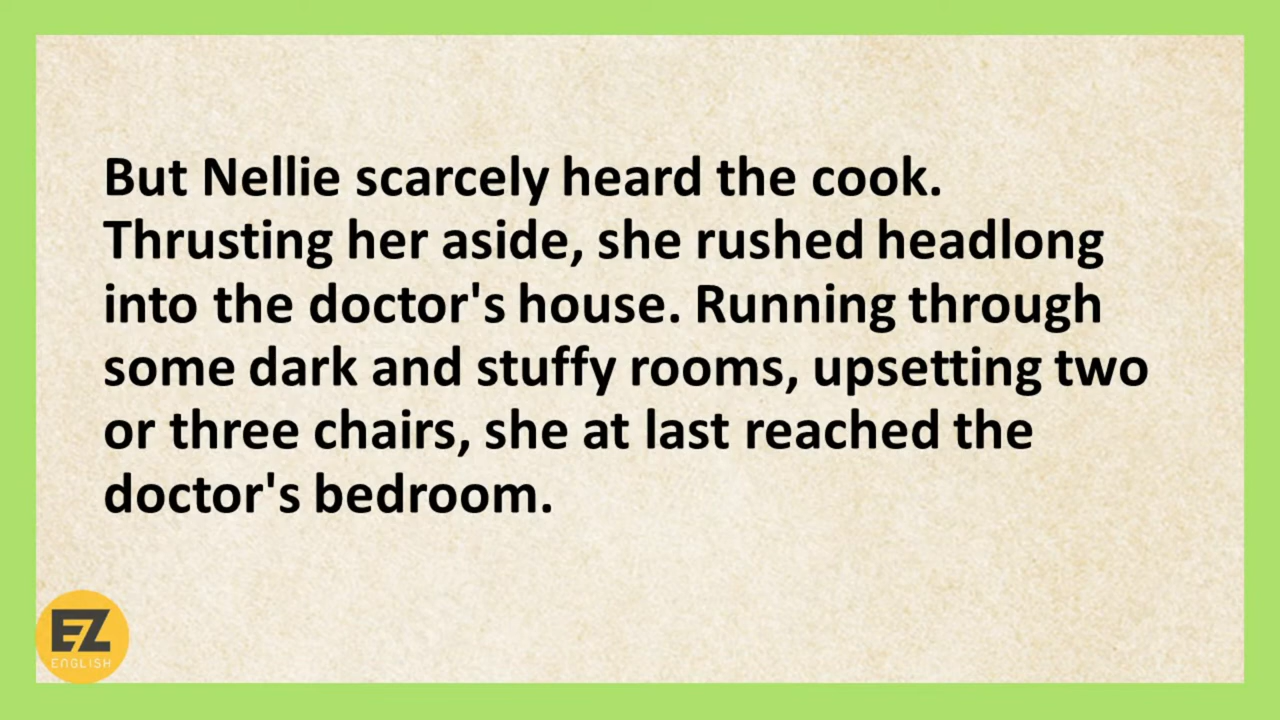 But Nellie scarcely heard the cook.
Thrusting her aside, she rushed headlong
into the doctor's house. Running through
some dark and stuffy rooms, upsetting two
or three chairs, she at last reached the
doctor's bedroom.
EZ
ENGLISH